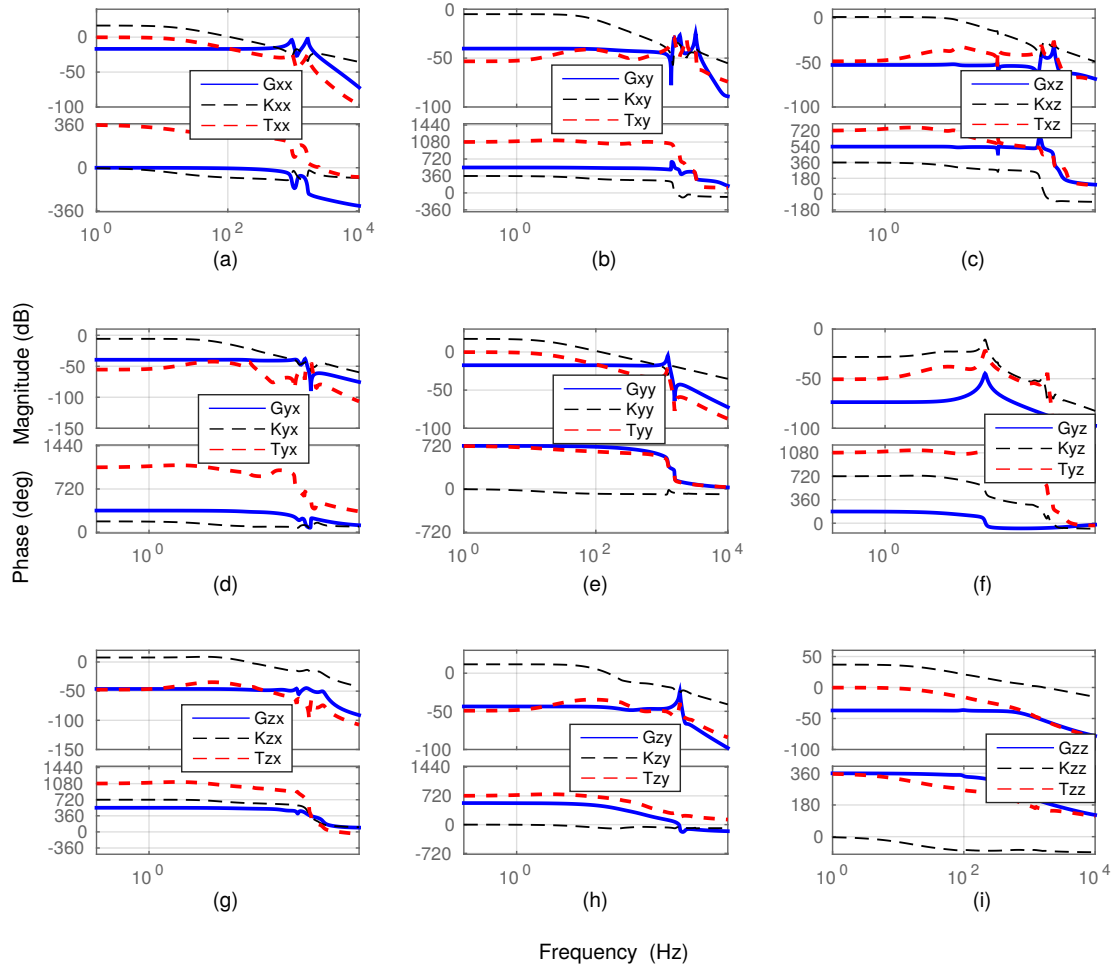 0
-50
-100
Gxx
Kxx
Txx
360
0
-360
10^0
10^2
10^4
(a)
0
-50
-100
Gxy
Kxy
Txy
1440
1080
720
360
0
-360
10^0
(b)
0
-50
-100
Gxz
Kxz
Txz
720
540
360
180
0
-180
10^0
(c)
Magnitude (dB)
Phase (deg)
0
-50
-100
-150
Gyx
Kyx
Tyx
1440
720
0
10^0
(d)
0
-50
-100
Gyy
Kyy
Tyy
720
0
-720
10^0
10^2
10^4
(e)
0
-50
-100
Gyz
Kyz
Tyz
1080
720
360
0
10^0
(f)
0
-50
-100
-150
Gzx
Kzx
Tzx
1440
1080
720
360
0
-360
10^0
(g)
0
-50
-100
Gzy
Kzy
Tzy
1440
720
0
-720
10^0
(h)
50
0
-50
-100
Gzz
Kzz
Tzz
360
180
0
10^0
10^2
10^4
(i)
Frequency (Hz)